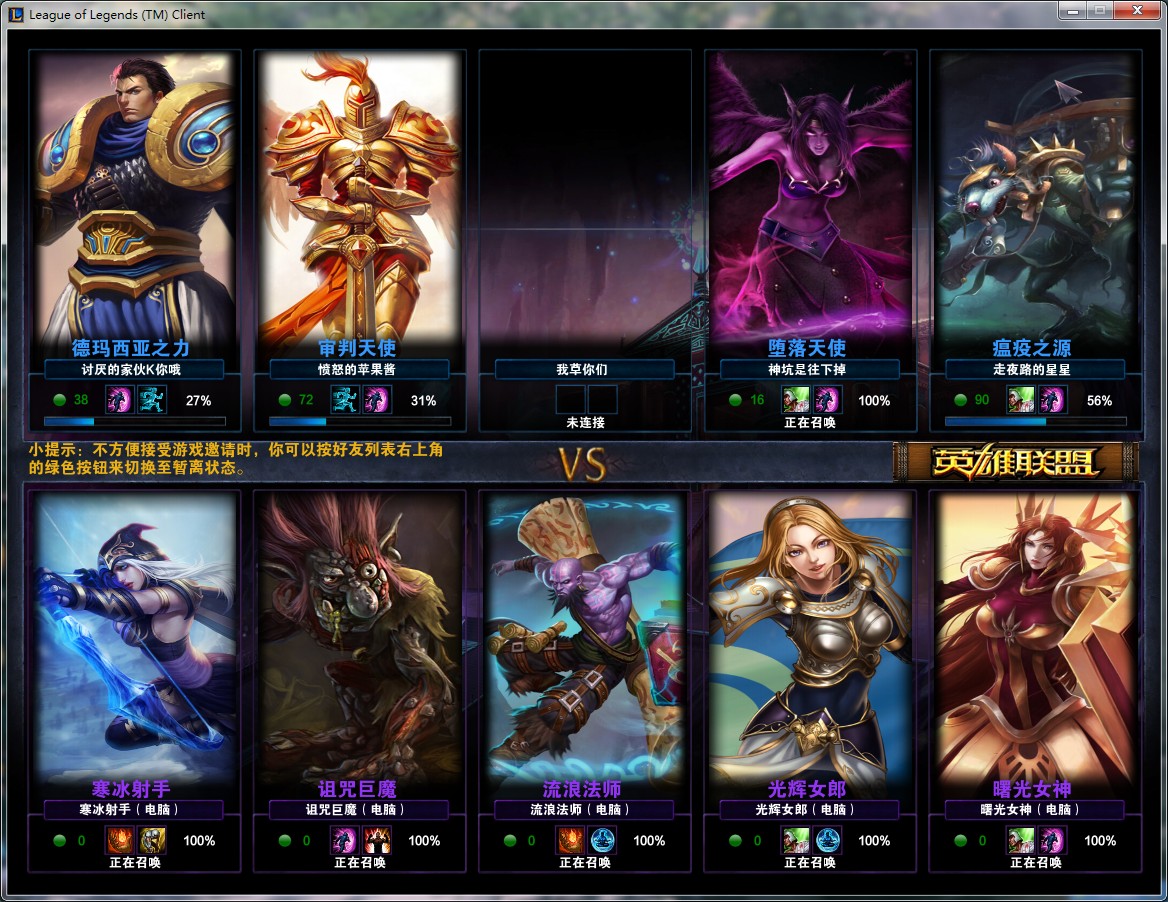 League of Legends (TM) Client
德玛西亚之力
讨厌的家伙K你哦
38
27%
审判天使
愤怒的苹果酱
72
31%
我草你们
未连接
堕落天使
神坑是往下掉
16
100%
正在召唤
瘟疫之源
走夜路的星星
90
56%
小提示：不方便接受游戏邀请时，你可以按好友列表右上角
的绿色按钮来切换至暂离状态。
VS
英雄联盟
寒冰射手
寒冰射手（电脑）
0
100%
正在召唤
诅咒巨魔
诅咒巨魔（电脑）
0
100%
正在召唤
流浪法师
流浪法师（电脑）
0
100%
正在召唤
光辉女郎
光辉女郎（电脑）
0
100%
正在召唤
曙光女神
曙光女神（电脑）
0
100%
正在召唤